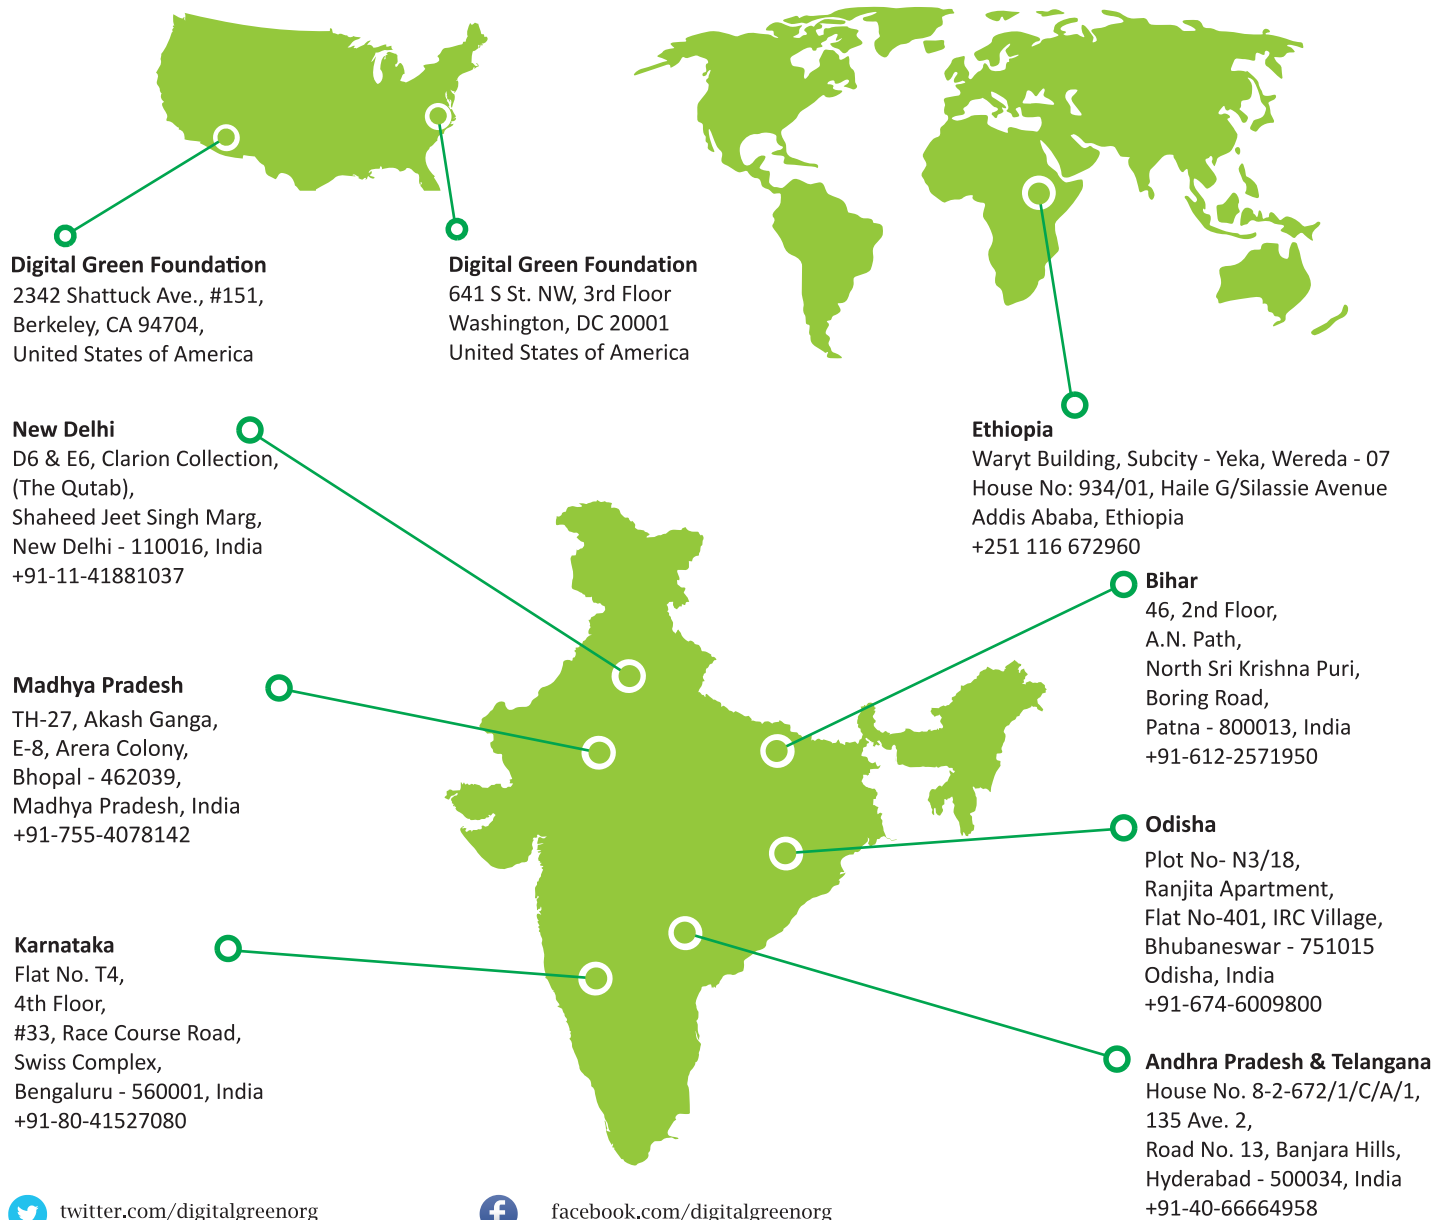 Digital Green Foundation
2342 Shattuck Ave., #151,
Berkeley, CA 94704,
United States of America
Digital Green Foundation
641 S St. NW, 3rd Floor
Washington, DC 20001
United States of America
New Delhi
D6 & E6, Clarion Collection,
(The Qutab),
Shaheed Jeet Singh Marg,
New Delhi - 110016, India
+91-11-41881037
Ethiopia
Waryt Building, Subcity - Yeka, Wereda - 07
House No: 934/01, Haile G/Silassie Avenue
Addis Ababa, Ethiopia
+251 116 672960
Bihar
46, 2nd Floor,
A.N. Path,
North Sri Krishna Puri,
Boring Road,
Patna - 800013, India
+91-612-2571950
Madhya Pradesh
TH-27, Akash Ganga,
E-8, Arera Colony,
Bhopal - 462039,
Madhya Pradesh, India
+91-755-4078142
Odisha
Plot No- N3/18,
Ranjita Apartment,
Flat No-401, IRC Village,
Bhubaneswar - 751015
Odisha, India
+91-674-6009800
Karnataka
Flat No. T4,
4th Floor,
#33, Race Course Road,
Swiss Complex,
Bengaluru - 560001, India
+91-80-41527080
Andhra Pradesh & Telangana
House No. 8-2-672/1/C/A/1,
135 Ave. 2,
Road No. 13, Banjara Hills,
Hyderabad - 500034, India
+91-40-66664958
twitter.com/digitalgreenorg
facebook.com/digitalgreenorg